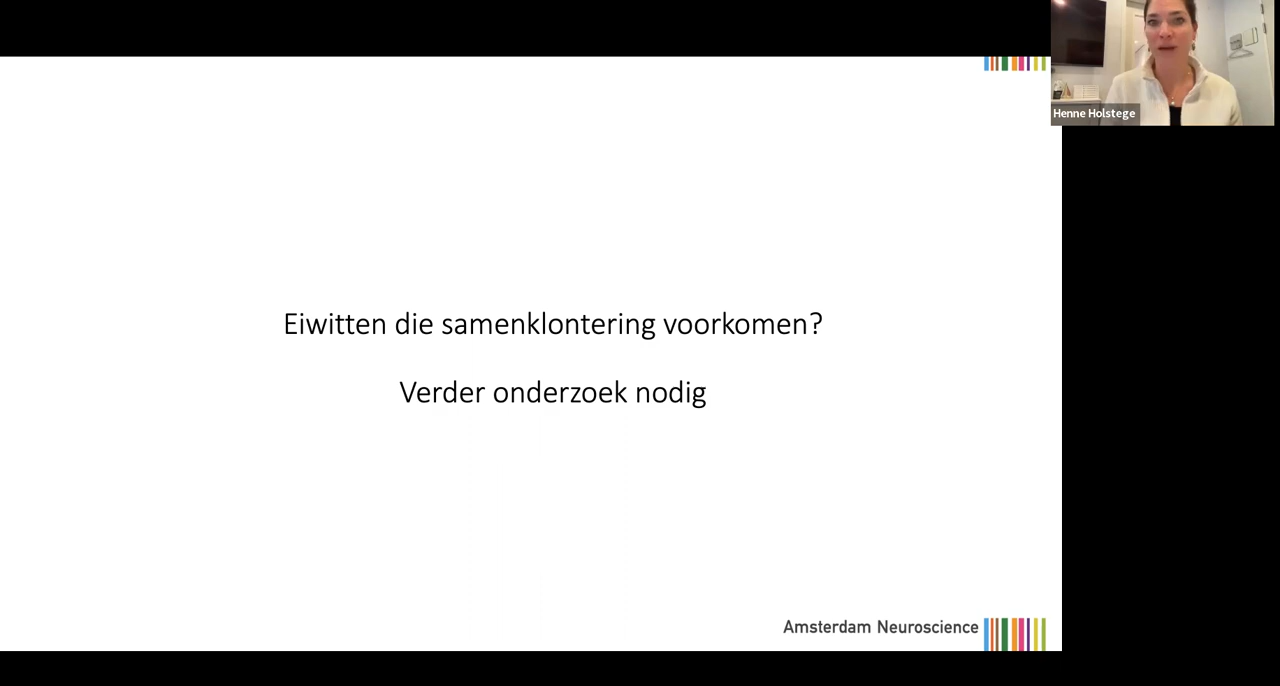 Henne Holstege
Eiwitten die samenklontering voorkomen?
Verder onderzoek nodig
Amsterdam Neuroscience